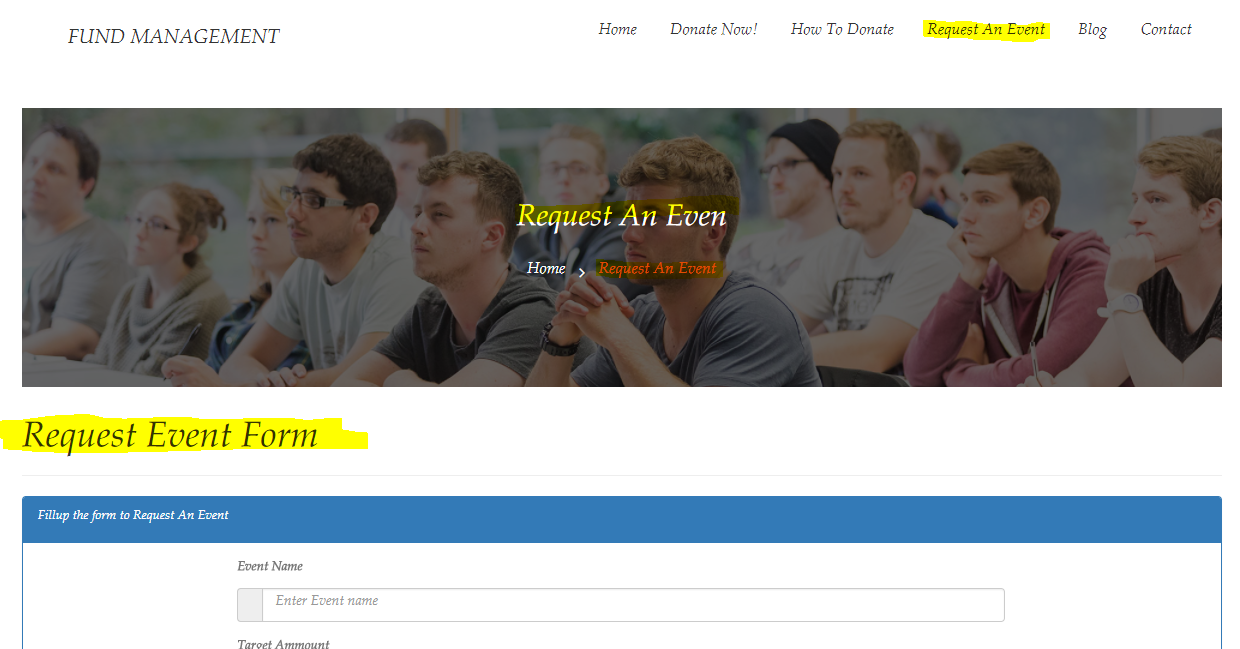 FUND MANAGEMENT
Home Donate Now! How To Donate Request An Event Blog Contact
Request An Even
Home › Request An Event
Request Event Form
Fillup the form to Request An Event
Event Name
Enter Event name
Target Ammount